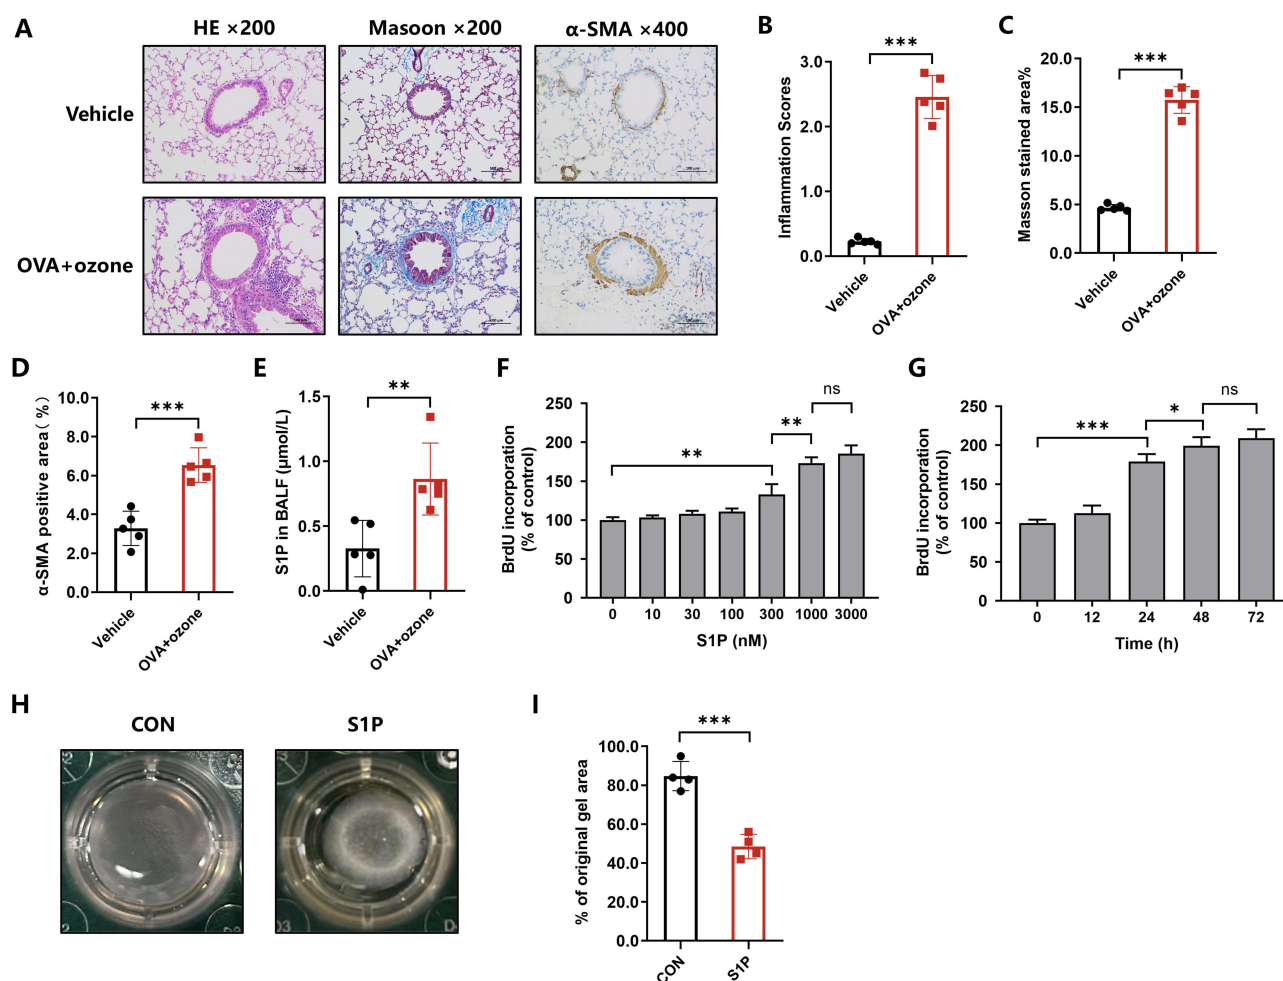 A
HE ×200
Masoon ×200
α-SMA ×400
Vehicle
OVA+ozone
B
***
Inflammation Scores
3.0
2.0
1.0
0.0
Vehicle
OVA+ozone
C
***
Masson stained area%
20.0
15.0
10.0
5.0
0.0
Vehicle
OVA+ozone
D
***
α-SMA positive area（%）
10.0
8.0
6.0
4.0
2.0
0.0
Vehicle
OVA+ozone
E
**
S1P in BALF (μmol/L)
1.5
1.0
0.5
0.0
Vehicle
OVA+ozone
F
ns
**
**
BrdU incorporation
(% of control)
250
200
150
100
50
0
0 10 30 100 300 1000 3000
S1P (nM)
G
ns
*
***
BrdU incorporation
(% of control)
250
200
150
100
50
0
0 12 24 48 72
Time (h)
H
CON
S1P
I
***
% of original gel area
100.0
80.0
60.0
40.0
20.0
0.0
CON
S1P